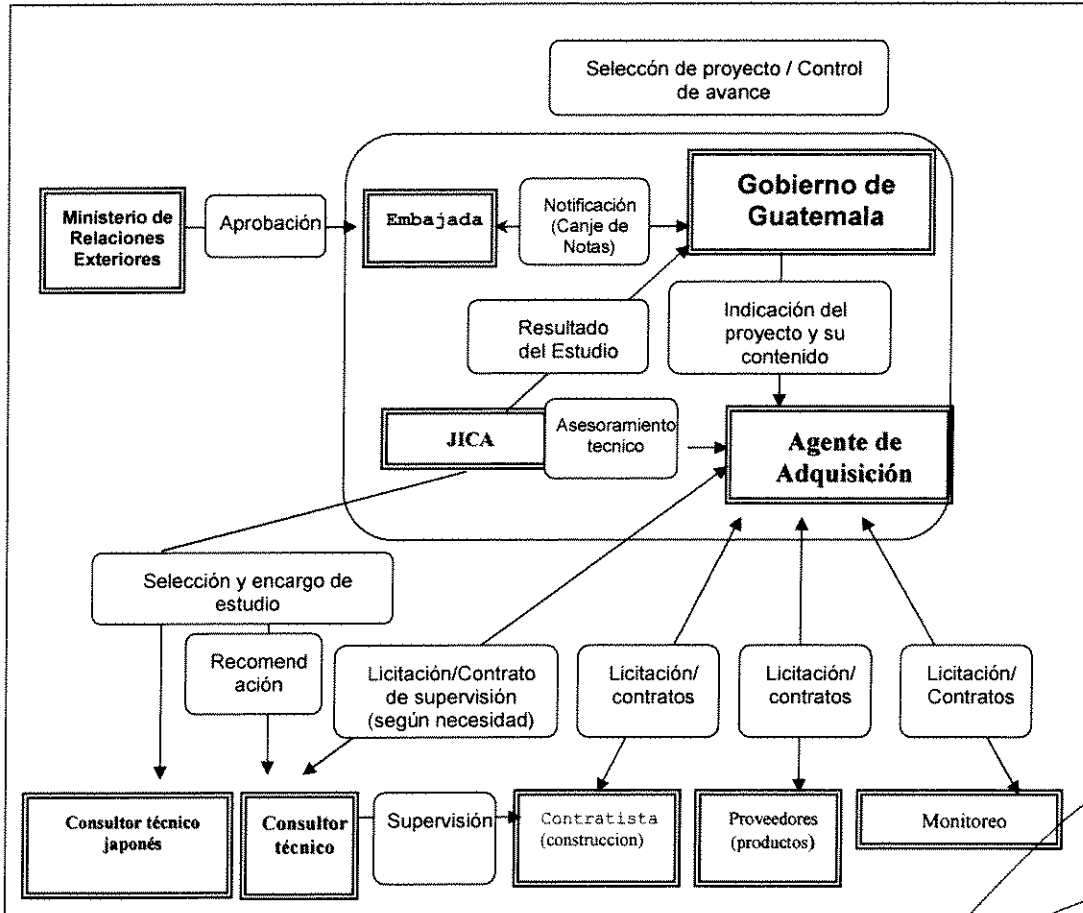 Seleccón de proyecto / Control
de avance
Ministerio de
Relaciones
Exteriores
Aprobación
Embajada
Notificación
(Canje de
Notas)
Gobierno de
Guatemala
Resultado
del Estudio
Indicación del
proyecto y su
contenido
JICA
Asesoramiento
tecnico
Agente de
Adquisición
Selección y encargo de
estudio
Recomend
ación
Licitación/Contrato
de supervisión
(según necesidad)
Licitación/
contratos
Licitación/
contratos
Licitación/
Contratos
Consultor técnico
japonés
Consultor
técnico
Supervisión
Contratista
(construccion)
Proveedores
(productos)
Monitoreo